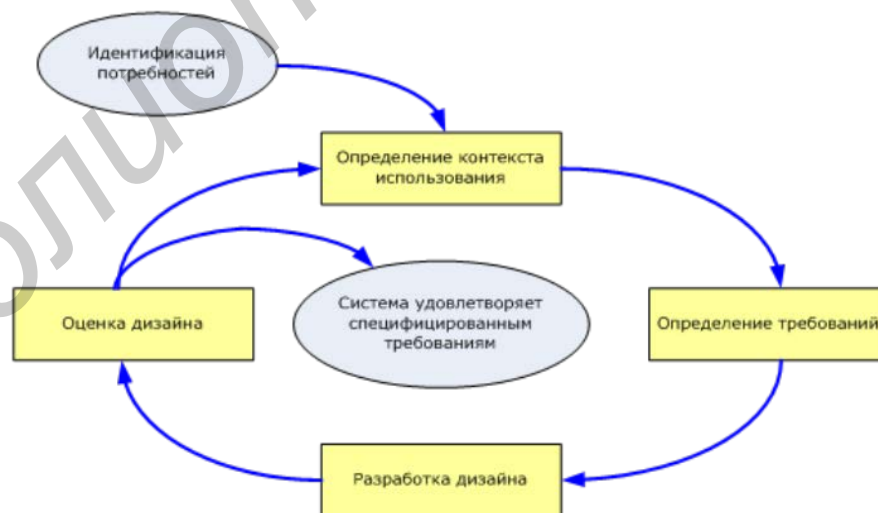 Идентификация
потребностей
Определение контекста
использования
Система удовлетворяет
специфицированным
требованиям
Оценка дизайна
Определение требований
Разработка дизайна